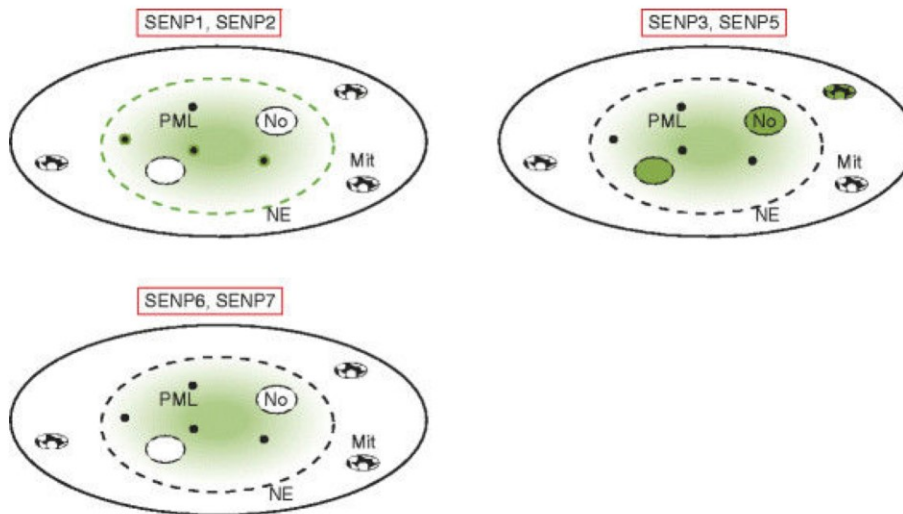 SENP1, SENP2
PML
No
Mit
NE
SENP3, SENP5
PML
No
Mit
NE
SENP6, SENP7
PML
No
Mit
NE